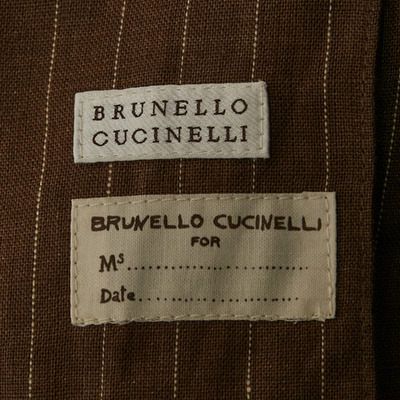 BRUNELLO
CUCINELLI
BRUNELLO CUCINELLI
FOR
Ms..............................
Date...........................